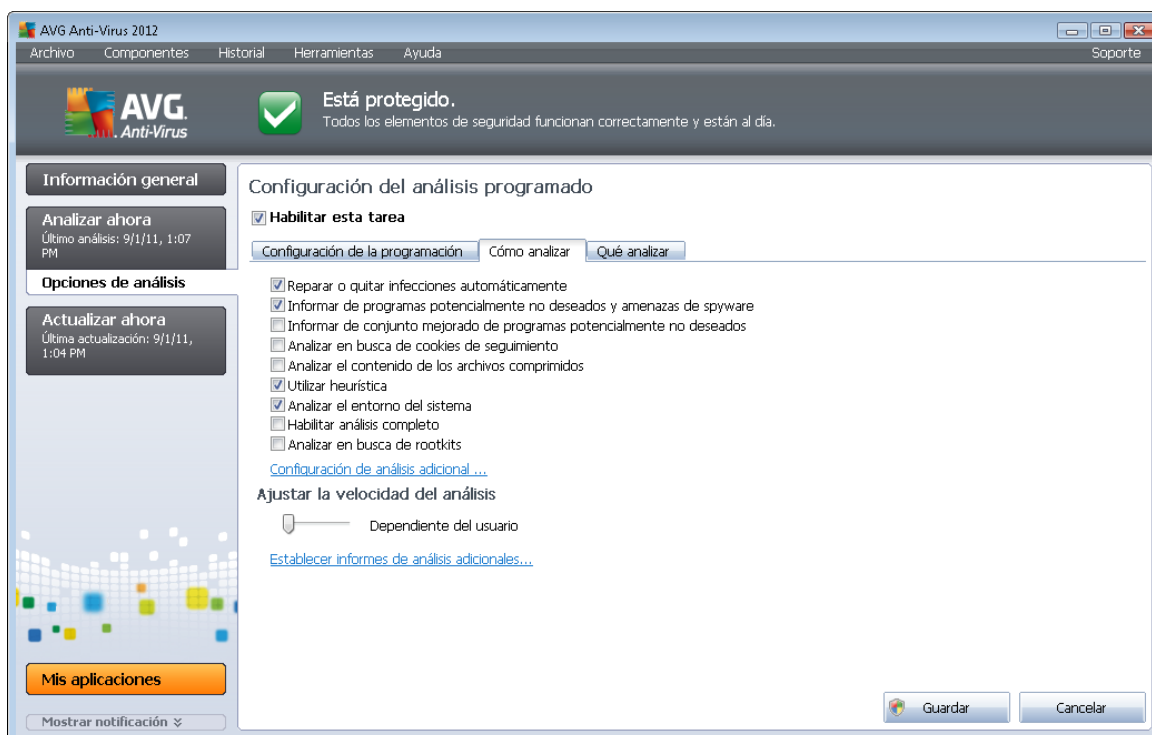 AVG Anti-Virus 2012
Archivo Componentes Historial Herramientas Ayuda Soporte
AVG.
Anti-Virus
Está protegido.
Todos los elementos de seguridad funcionan correctamente y están al día.
Información general
Analizar ahora
Último análisis: 9/1/11, 1:07
PM
Opciones de análisis
Actualizar ahora
Última actualización: 9/1/11,
1:04 PM
Mis aplicaciones
Mostrar notificación
Configuración del análisis programado
Habilitar esta tarea
Configuración de la programación Cómo analizar Qué analizar
Reparar o quitar infecciones automáticamente
Informar de programas potencialmente no deseados y amenazas de spyware
Informar de conjunto mejorado de programas potencialmente no deseados
Analizar en busca de cookies de seguimiento
Analizar el contenido de los archivos comprimidos
Utilizar heurística
Analizar el entorno del sistema
Habilitar análisis completo
Analizar en busca de rootkits
Configuración de análisis adicional ...
Ajustar la velocidad del análisis
Dependiente del usuario
Establecer informes de análisis adicionales...
Guardar Cancelar